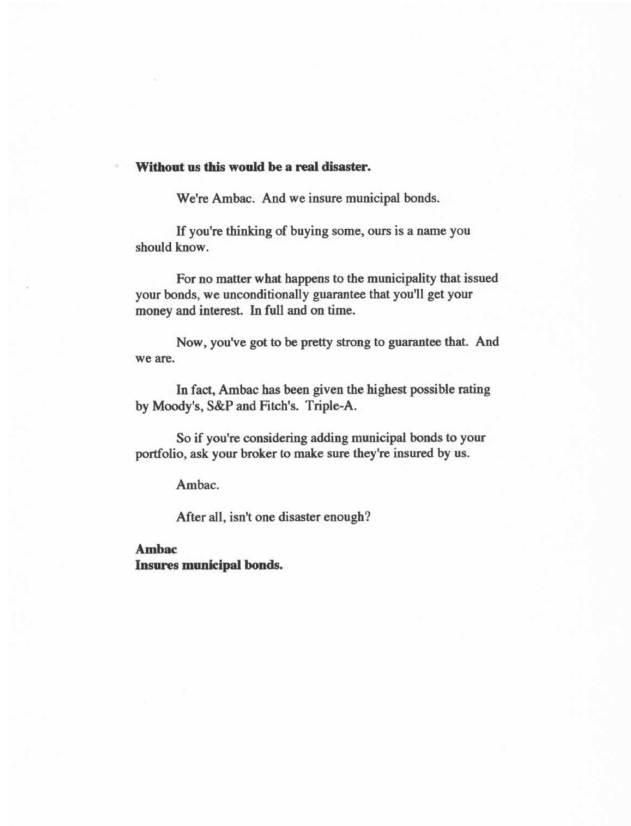 Without us this would be a real disaster.
We're Ambac. And we insure municipal bonds.
If you're thinking of buying some, ours is a name you
should know.
For no matter what happens to the municipality that issued
your bonds, we unconditionally guarantee that you'll get your
money and interest. In full and on time.
Now, you've got to be pretty strong to guarantee that. And
we are.
In fact, Ambac has been given the highest possible rating
by Moody's, S&P and Fitch's. Triple-A.
So if you're considering adding municipal bonds to your
portfolio, ask your broker to make sure they're insured by us.
Ambac.
After all, isn't one disaster enough?
Ambac
Insures municipal bonds.